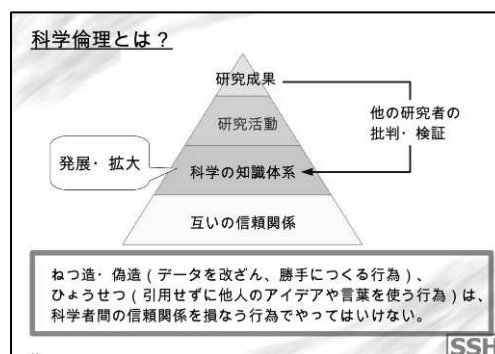 科学倫理とは？
研究成果
研究活動
科学の知識体系
互いの信頼関係
発展・拡大
他の研究者の
批判・検証
ねつ造・偽造（データを改ざん、勝手につくる行為）、
ひょうせつ（引用せずに他人のアイデアや言葉を使う行為）は、
科学者間の信頼関係を損なう行為でやってはいけない。
SSH